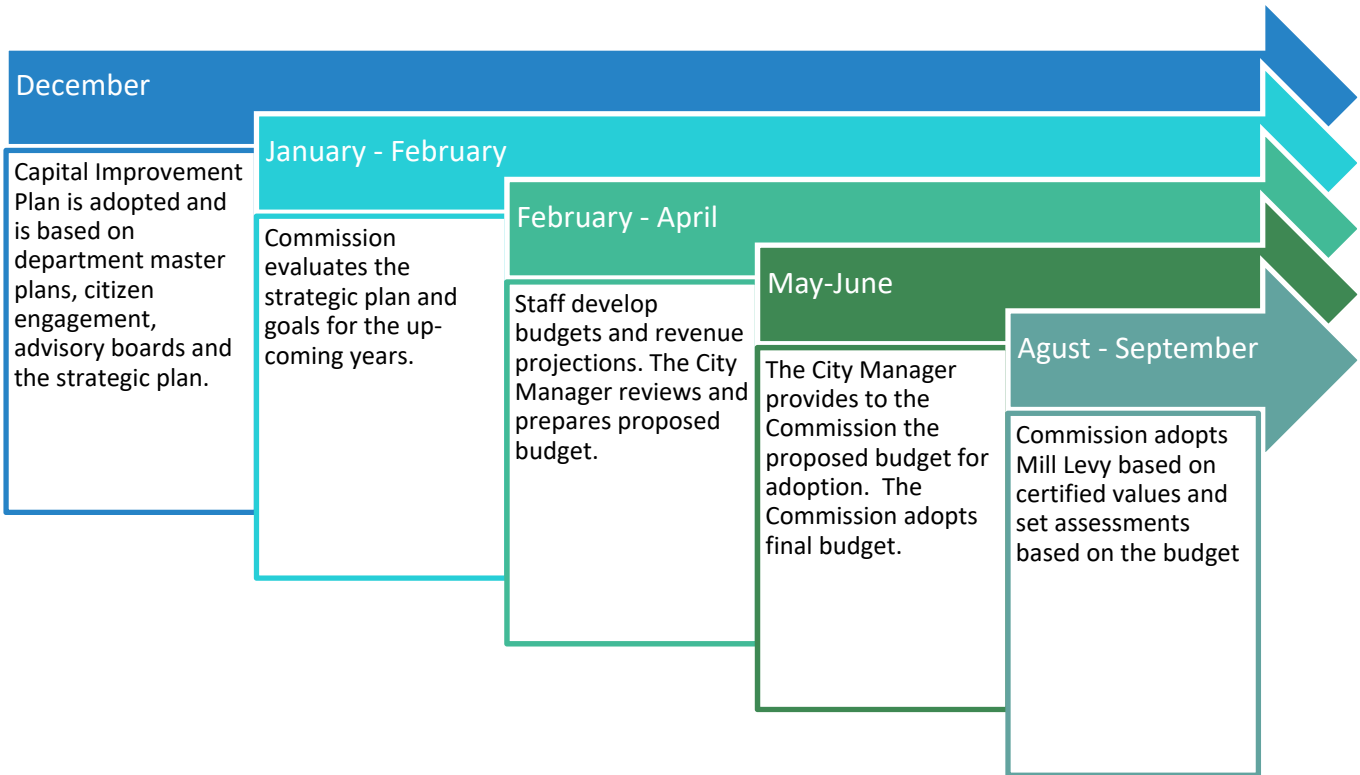 December
Capital Improvement
Plan is adopted and
is based on
department master
plans, citizen
engagement,
advisory boards and
the strategic plan.
January - February
Commission
evaluates the
strategic plan and
goals for the up-
coming years.
February - April
Staff develop
budgets and revenue
projections. The City
Manager reviews and
prepares proposed
budget.
May-June
The City Manager
provides to the
Commission the
proposed budget for
adoption.  The
Commission adopts
final budget.
Agust - September
Commission adopts
Mill Levy based on
certified values and
set assessments
based on the budget